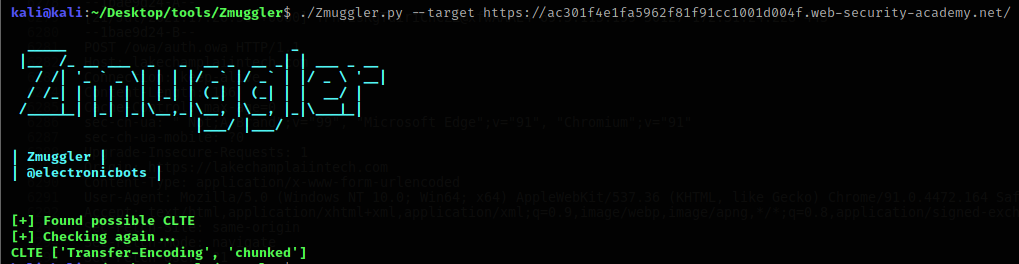 kali@kali:~/Desktop/tools/Zmuggler$ ./Zmuggler.py --target https://ac301f4e1fa5962f81f91cc1001d004f.web-security-academy.net/
Zmuggler
| Zmuggler |
| @electronicbots |
[+] Found possible CLTE
[+] Checking again...
CLTE ['Transfer-Encoding', 'chunked']